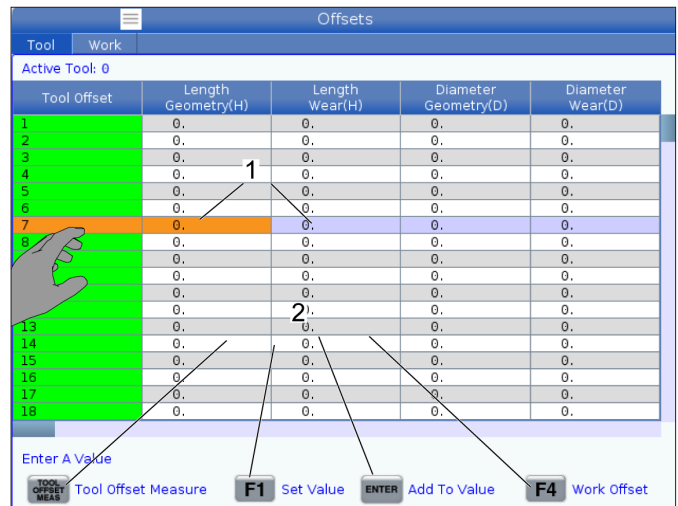 Offsets
Tool Work
Active Tool: 0
Tool Offset Length Geometry(H) Length Wear(H) Diameter Geometry(D) Diameter Wear(D)
1 0. 0. 0. 0.
2 0. 0. 0. 0.
3 0. 0. 0. 0.
4 0. 0. 0. 0.
1
5 0. 0. 0. 0.
6 0. 0. 0. 0.
7 0. 0. 0. 0.
8 0. 0. 0. 0.
0. 0. 0. 0.
0. 0. 0. 0.
0. 0. 0. 0.
0. 0. 0.
2
13 0. 0. 0. 0.
14 0. 0. 0. 0.
15 0. 0. 0. 0.
16 0. 0. 0. 0.
17 0. 0. 0. 0.
18 0. 0. 0. 0.
Enter A Value
TOOL OFFSET MEAS Tool Offset Measure F1 Set Value ENTER Add To Value F4 Work Offset